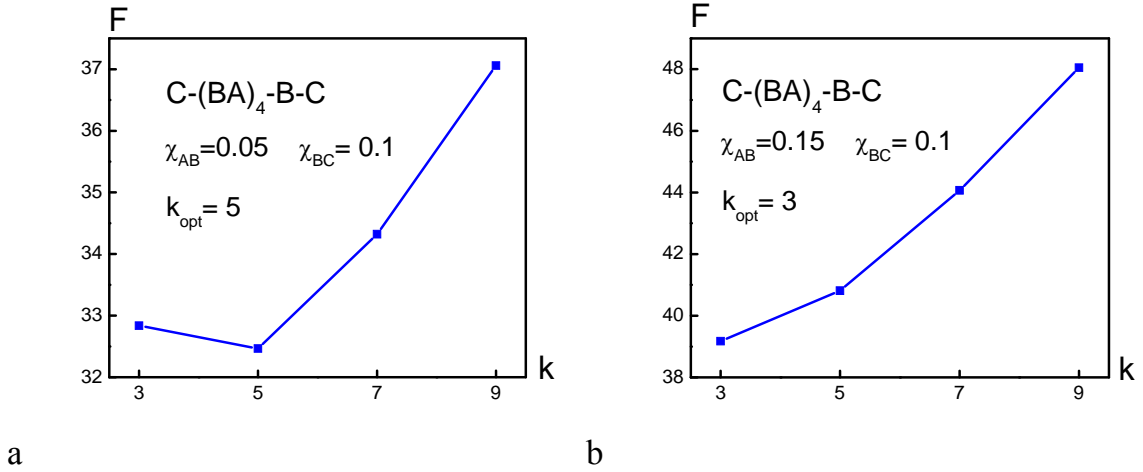 F
37
36
35
34
33
32
C-(BA)₄-B-C
χAB=0.05 χBC= 0.1
kopt= 5
3 5 7 9
k
a
F
48
46
44
42
40
38
C-(BA)₄-B-C
χAB=0.15 χBC= 0.1
kopt= 3
3 5 7 9
k
b